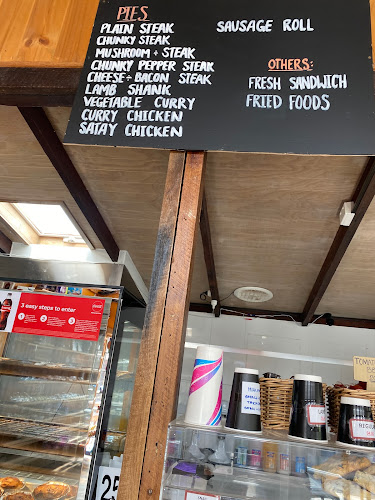 PIES
PLAIN STEAK
CHUNKY STEAK
MUSHROOM + STEAK
CHUNKY PEPPER STEAK
CHEESE + BACON STEAK
LAMB SHANK
VEGETABLE CURRY
CURRY CHICKEN
SATAY CHICKEN
SAUSAGE ROLL
OTHERS:
FRESH SANDWICH
FRIED FOODS
3 easy steps to enter